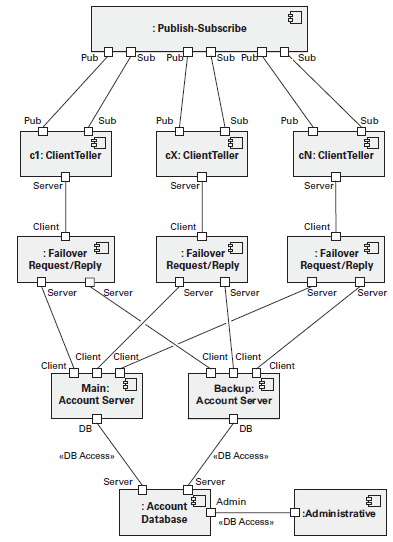 : Publish-Subscribe
Pub Sub Pub Sub Pub Sub
Pub Sub Pub Sub Pub Sub
c1: ClientTeller cX: ClientTeller cN: ClientTeller
Server Server Server
Client Client Client
: Failover : Failover : Failover
Request/Reply Request/Reply Request/Reply
Server Server Server Server Server Server
Client Client Client Client Client Client
Main: Backup:
Account Server Account Server
DB DB
«DB Access» «DB Access»
Server Server
: Account Admin
Database «DB Access» :Administrative